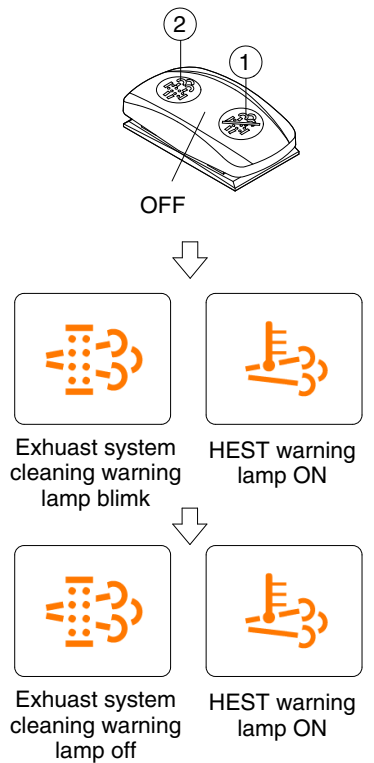 2
1
OFF
Exhuast system
cleaning warning
lamp blimk
HEST warning
lamp ON
Exhuast system
cleaning warning
lamp off
HEST warning
lamp ON